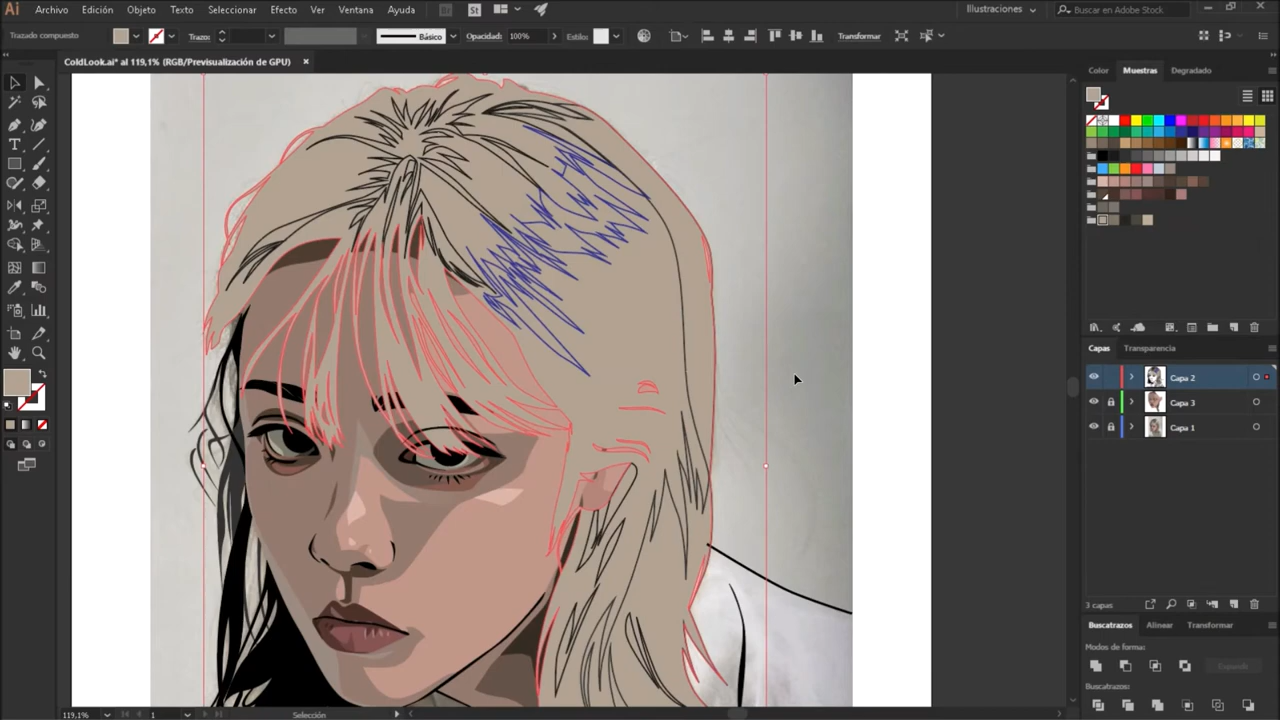 Ai Archivo Edición Objeto Texto Seleccionar Efecto Ver Ventana Ayuda Br St Ilustraciones Buscar en Adobe Stock
Trazado compuesto Trazo: Básico Opacidad: 100% Estilo: Transformar
ColdLook.ai* al 119,1% (RGB/Previsualización de GPU) ×
Color Muestras Degradado
Capas Transparencia
Capa 2
Capa 3
Capa 1
3 capas
Buscatrazos Alinear Transformar
Modos de forma:
Expandir
Buscatrazos:
119,1% 1 Selección